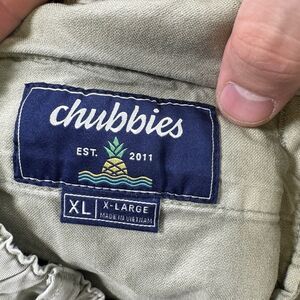 chubbies
EST. 2011
XL X-LARGE
MADE IN VIETNAM